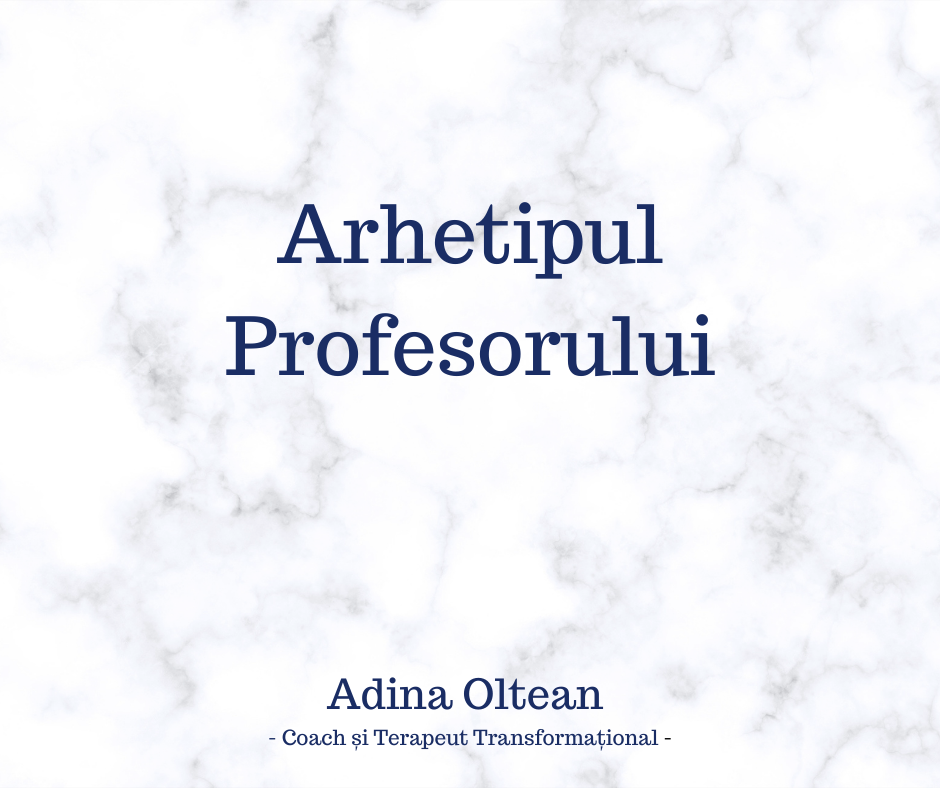 Arhetipul
Profesorului
Adina Oltean
- Coach și Terapeut Transformațional -